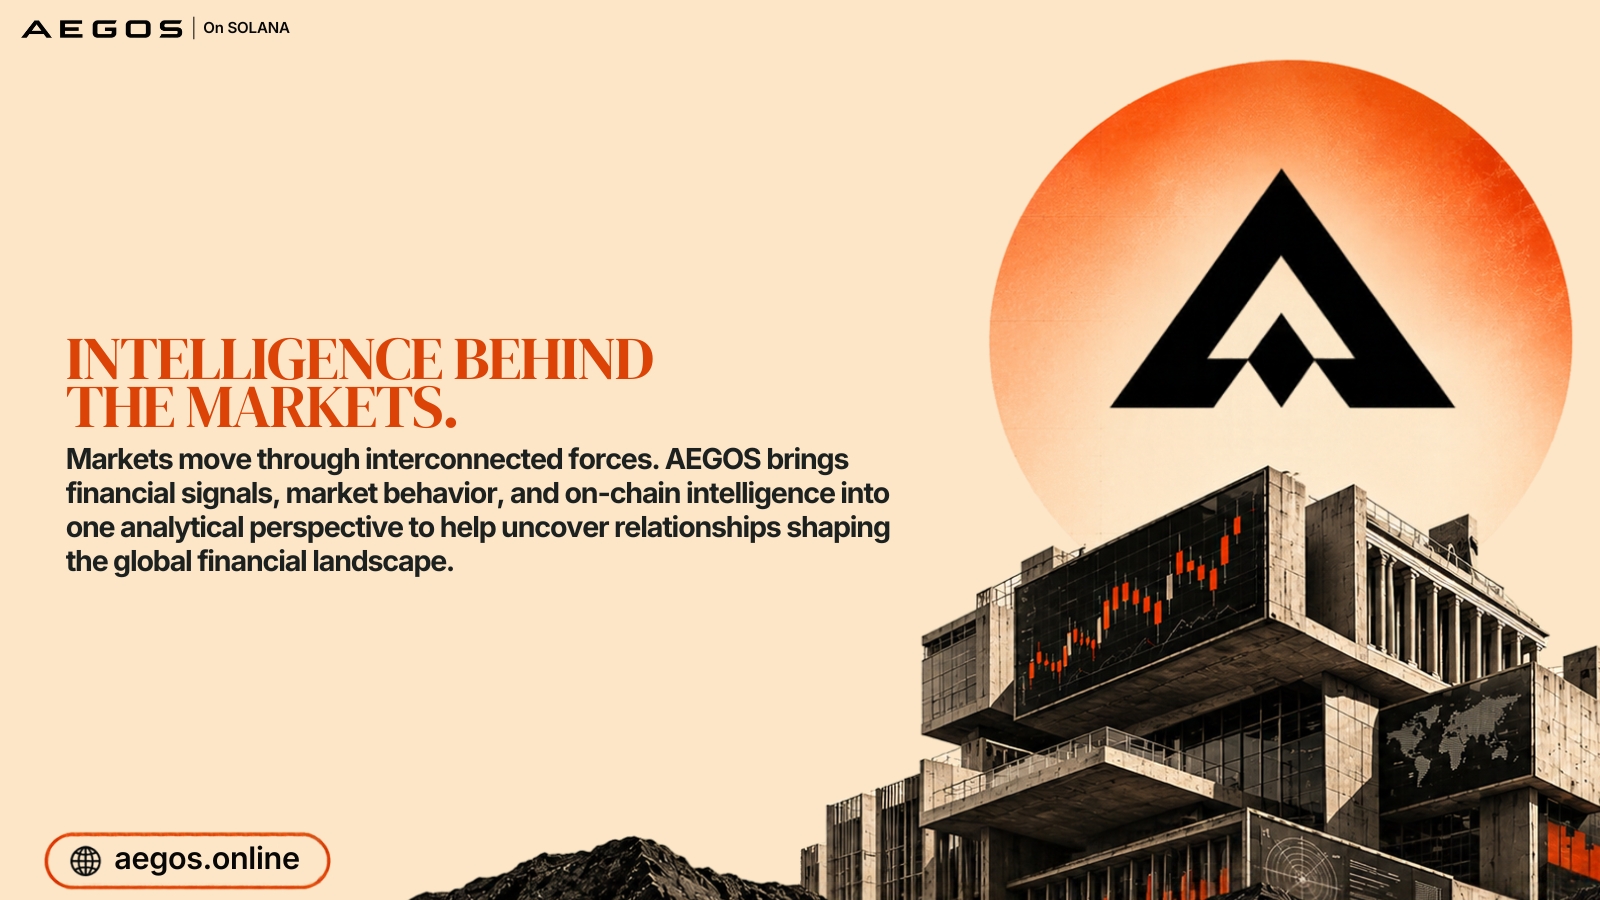 AEGOS | On SOLANA
INTELLIGENCE BEHIND
THE MARKETS.
Markets move through interconnected forces. AEGOS brings
financial signals, market behavior, and on-chain intelligence into
one analytical perspective to help uncover relationships shaping
the global financial landscape.
aegos.online